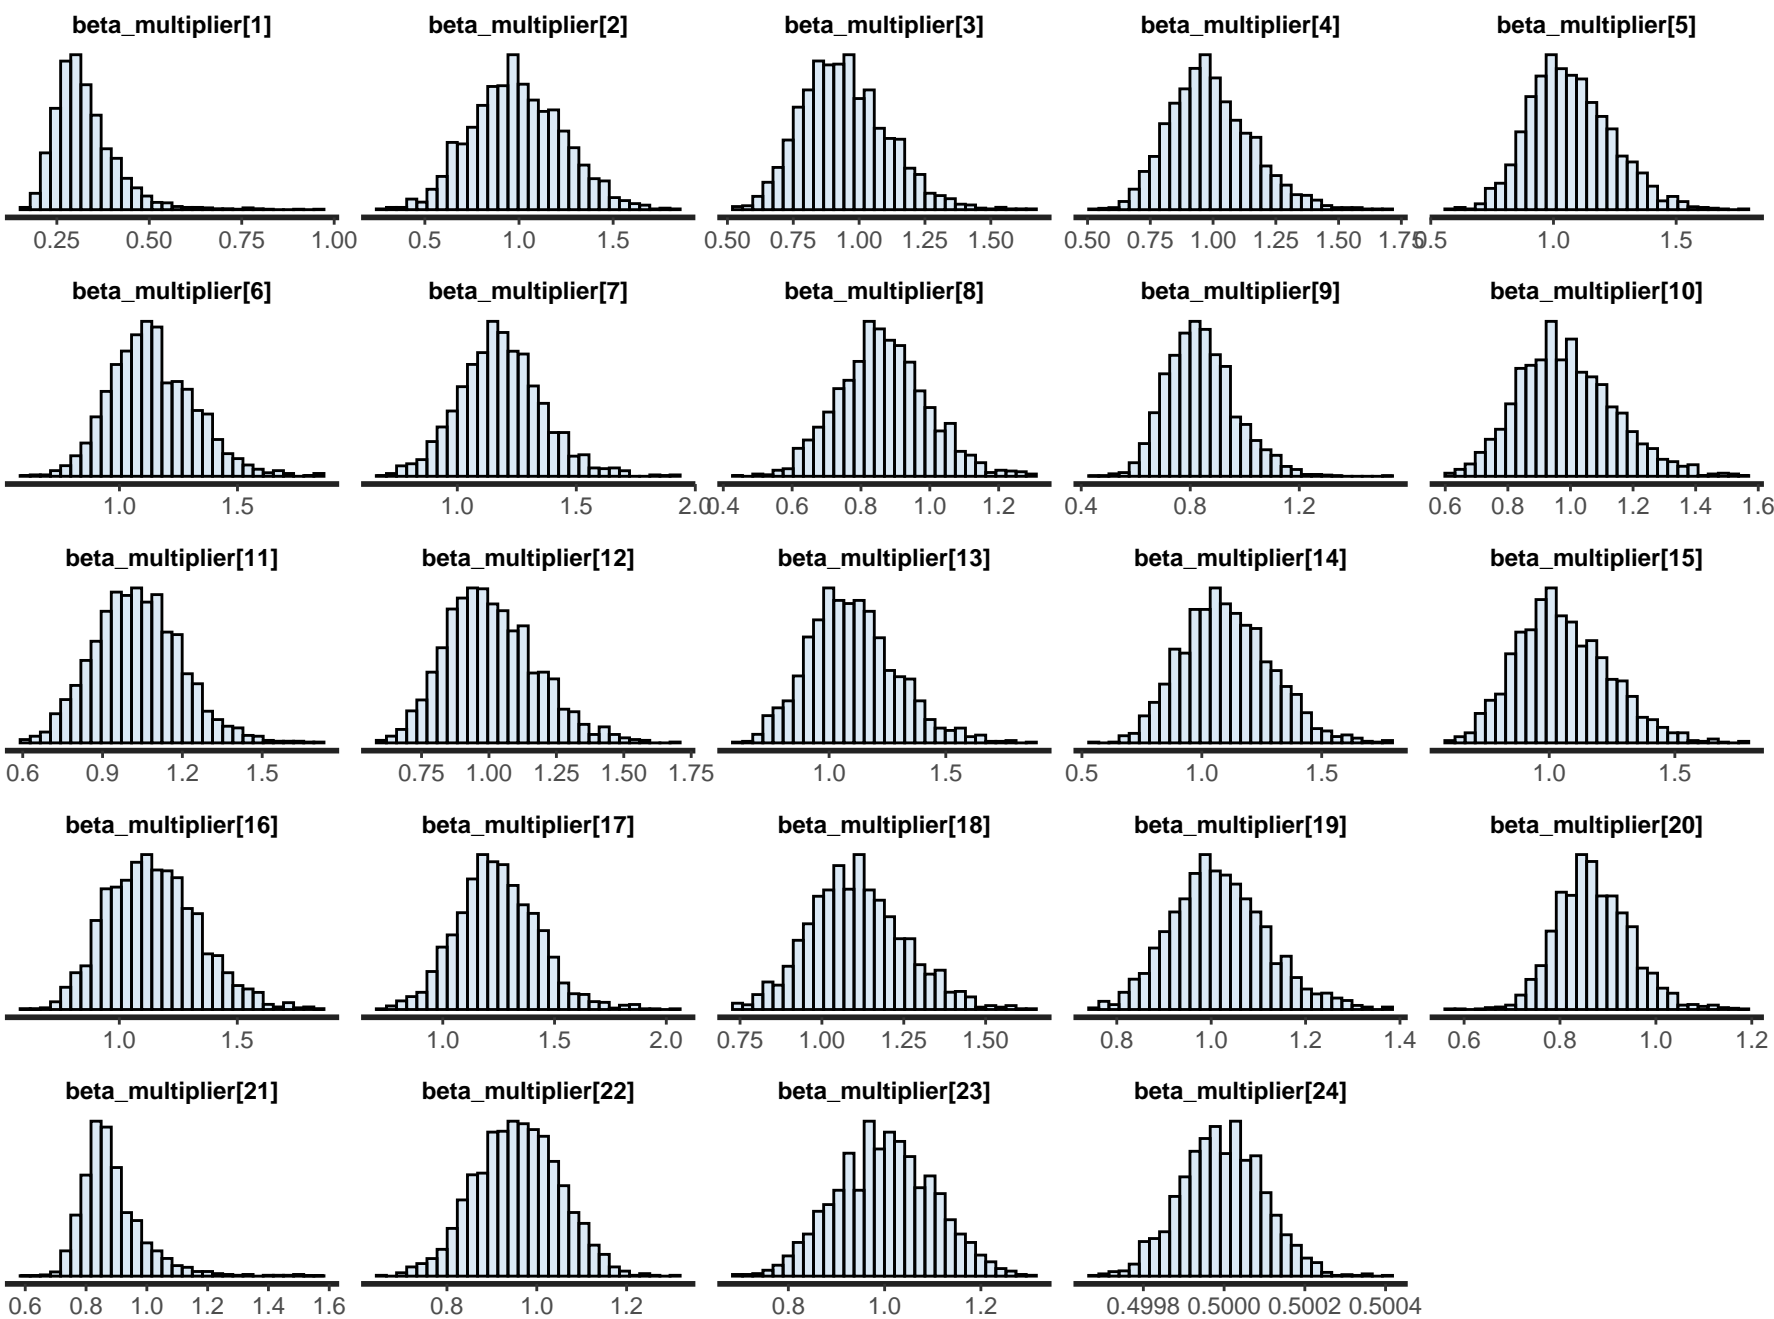 beta_multiplier[1] beta_multiplier[2] beta_multiplier[3] beta_multiplier[4] beta_multiplier[5]
0.25 0.50 0.75 1.00 0.5 1.0 1.5 0.50 0.75 1.00 1.25 1.50 0.50 0.75 1.00 1.25 1.50 1.75 0.5 1.0 1.5
beta_multiplier[6] beta_multiplier[7] beta_multiplier[8] beta_multiplier[9] beta_multiplier[10]
1.0 1.5 1.0 1.5 2.0 0.4 0.6 0.8 1.0 1.2 0.4 0.8 1.2 0.6 0.8 1.0 1.2 1.4 1.6
beta_multiplier[11] beta_multiplier[12] beta_multiplier[13] beta_multiplier[14] beta_multiplier[15]
0.6 0.9 1.2 1.5 0.75 1.00 1.25 1.50 1.75 1.0 1.5 0.5 1.0 1.5 1.0 1.5
beta_multiplier[16] beta_multiplier[17] beta_multiplier[18] beta_multiplier[19] beta_multiplier[20]
1.0 1.5 1.0 1.5 2.0 0.75 1.00 1.25 1.50 0.8 1.0 1.2 1.4 0.6 0.8 1.0 1.2
beta_multiplier[21] beta_multiplier[22] beta_multiplier[23] beta_multiplier[24]
0.6 0.8 1.0 1.2 1.4 1.6 0.8 1.0 1.2 0.8 1.0 1.2 0.4998 0.5000 0.5002 0.5004